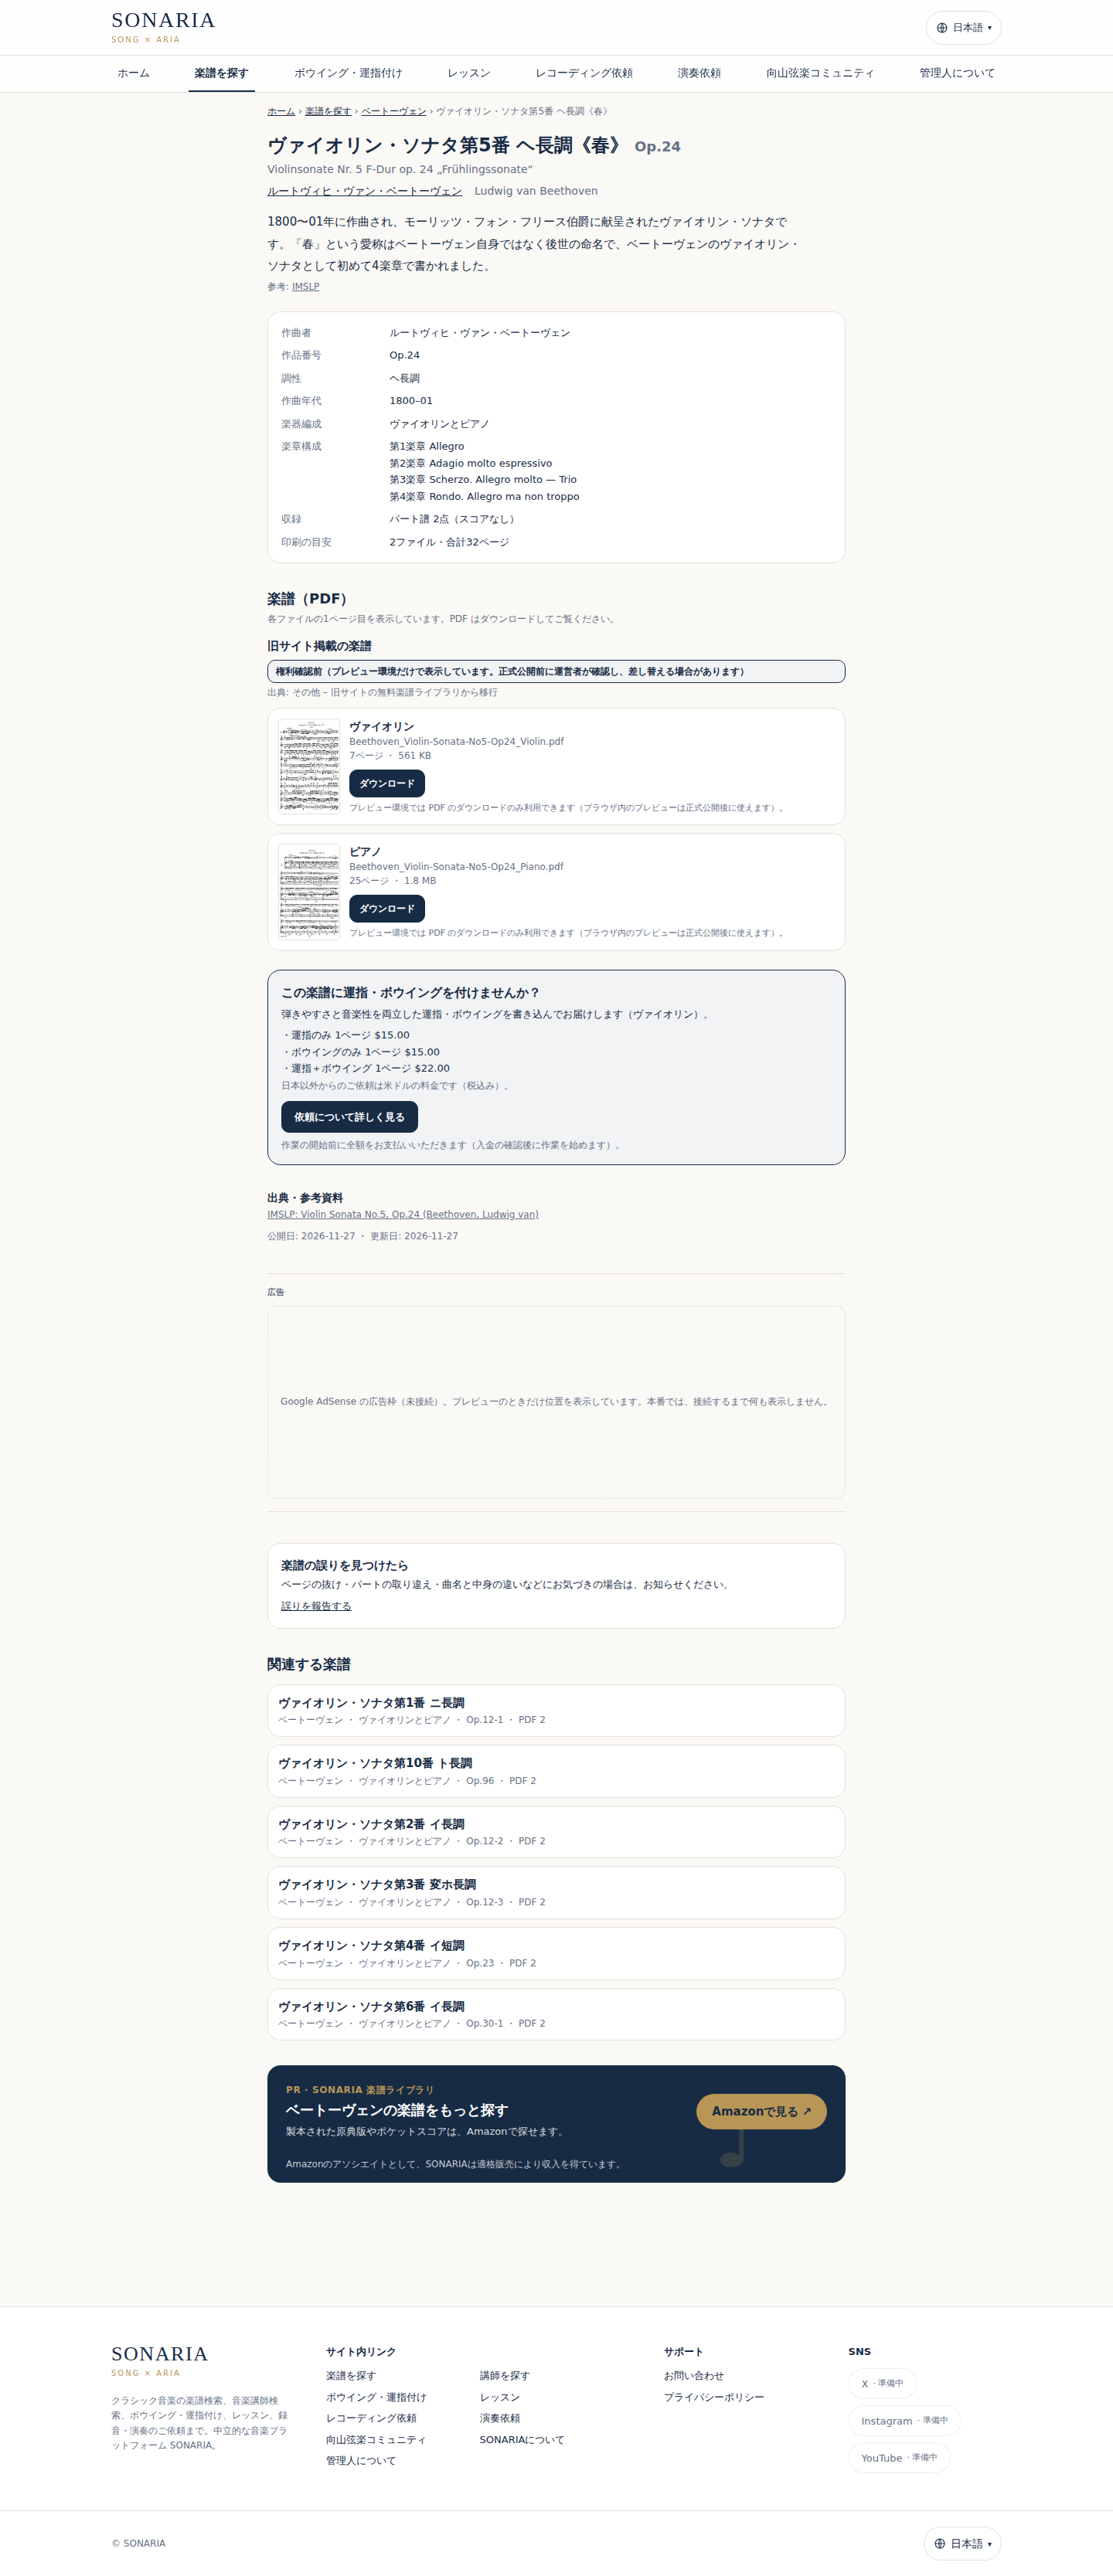 SONARIA
SONG × ARIA
日本語 ▾
ホーム
楽譜を探す
ボウイング・運指付け
レッスン
レコーディング依頼
演奏依頼
向山弦楽コミュニティ
管理人について
ホーム › 楽譜を探す › ベートーヴェン › ヴァイオリン・ソナタ第5番 ヘ長調《春》
ヴァイオリン・ソナタ第5番 ヘ長調《春》 Op.24
Violinsonate Nr. 5 F-Dur op. 24 „Frühlingssonate“
ルートヴィヒ・ヴァン・ベートーヴェン Ludwig van Beethoven
1800〜01年に作曲され、モーリッツ・フォン・フリース伯爵に献呈されたヴァイオリン・ソナタで
す。「春」という愛称はベートーヴェン自身ではなく後世の命名で、ベートーヴェンのヴァイオリン・
ソナタとして初めて4楽章で書かれました。
参考: IMSLP
作曲者 ルートヴィヒ・ヴァン・ベートーヴェン
作品番号 Op.24
調性 ヘ長調
作曲年代 1800–01
楽器編成 ヴァイオリンとピアノ
楽章構成 第1楽章 Allegro
第2楽章 Adagio molto espressivo
第3楽章 Scherzo. Allegro molto — Trio
第4楽章 Rondo. Allegro ma non troppo
収録 パート譜 2点（スコアなし）
印刷の目安 2ファイル・合計32ページ
楽譜（PDF）
各ファイルの1ページ目を表示しています。PDF はダウンロードしてご覧ください。
旧サイト掲載の楽譜
権利確認前（プレビュー環境だけで表示しています。正式公開前に運営者が確認し、差し替える場合があります）
出典: その他 – 旧サイトの無料楽譜ライブラリから移行
ヴァイオリン
Beethoven_Violin-Sonata-No5-Op24_Violin.pdf
7ページ ・ 561 KB
ダウンロード
プレビュー環境では PDF のダウンロードのみ利用できます（ブラウザ内のプレビューは正式公開後に使えます）。
ピアノ
Beethoven_Violin-Sonata-No5-Op24_Piano.pdf
25ページ ・ 1.8 MB
ダウンロード
プレビュー環境では PDF のダウンロードのみ利用できます（ブラウザ内のプレビューは正式公開後に使えます）。
この楽譜に運指・ボウイングを付けませんか？
弾きやすさと音楽性を両立した運指・ボウイングを書き込んでお届けします（ヴァイオリン）。
・運指のみ 1ページ $15.00
・ボウイングのみ 1ページ $15.00
・運指＋ボウイング 1ページ $22.00
日本以外からのご依頼は米ドルの料金です（税込み）。
依頼について詳しく見る
作業の開始前に全額をお支払いいただきます（入金の確認後に作業を始めます）。
出典・参考資料
IMSLP: Violin Sonata No.5, Op.24 (Beethoven, Ludwig van)
公開日: 2026-11-27 ・ 更新日: 2026-11-27
広告
Google AdSense の広告枠（未接続）。プレビューのときだけ位置を表示しています。本番では、接続するまで何も表示しません。
楽譜の誤りを見つけたら
ページの抜け・パートの取り違え・曲名と中身の違いなどにお気づきの場合は、お知らせください。
誤りを報告する
関連する楽譜
ヴァイオリン・ソナタ第1番 ニ長調
ベートーヴェン ・ ヴァイオリンとピアノ ・ Op.12-1 ・ PDF 2
ヴァイオリン・ソナタ第10番 ト長調
ベートーヴェン ・ ヴァイオリンとピアノ ・ Op.96 ・ PDF 2
ヴァイオリン・ソナタ第2番 イ長調
ベートーヴェン ・ ヴァイオリンとピアノ ・ Op.12-2 ・ PDF 2
ヴァイオリン・ソナタ第3番 変ホ長調
ベートーヴェン ・ ヴァイオリンとピアノ ・ Op.12-3 ・ PDF 2
ヴァイオリン・ソナタ第4番 イ短調
ベートーヴェン ・ ヴァイオリンとピアノ ・ Op.23 ・ PDF 2
ヴァイオリン・ソナタ第6番 イ長調
ベートーヴェン ・ ヴァイオリンとピアノ ・ Op.30-1 ・ PDF 2
PR · SONARIA 楽譜ライブラリ
ベートーヴェンの楽譜をもっと探す
製本された原典版やポケットスコアは、Amazonで探せます。
Amazonで見る ↗
Amazonのアソシエイトとして、SONARIAは適格販売により収入を得ています。
SONARIA
SONG × ARIA
クラシック音楽の楽譜検索、音楽講師検
索、ボウイング・運指付け、レッスン、録
音・演奏のご依頼まで。中立的な音楽プラ
ットフォーム SONARIA。
サイト内リンク
楽譜を探す
ボウイング・運指付け
レコーディング依頼
向山弦楽コミュニティ
管理人について
講師を探す
レッスン
演奏依頼
SONARIAについて
サポート
お問い合わせ
プライバシーポリシー
SNS
X · 準備中
Instagram · 準備中
YouTube · 準備中
© SONARIA
日本語 ▾